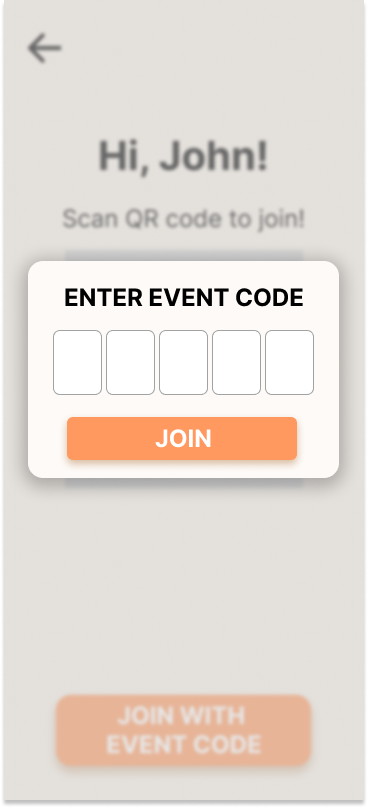 Hi, John!
Scan QR code to join!
ENTER EVENT CODE
JOIN
JOIN WITH
EVENT CODE